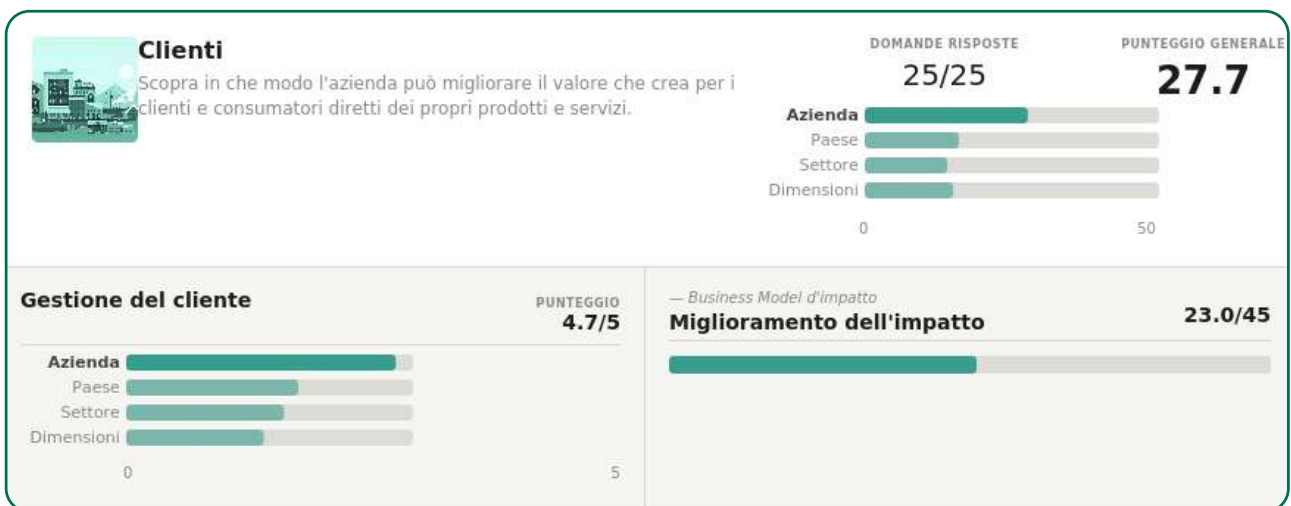 Clienti
Scopra in che modo l'azienda può migliorare il valore che crea per i
clienti e consumatori diretti dei propri prodotti e servizi.
DOMANDE RISPOSTE
25/25
PUNTEGGIO GENERALE
27.7
Azienda
Paese
Settore
Dimensioni
0 50
Gestione del cliente
PUNTEGGIO
4.7/5
Azienda
Paese
Settore
Dimensioni
0 5
— Business Model d'impatto
Miglioramento dell'impatto
23.0/45